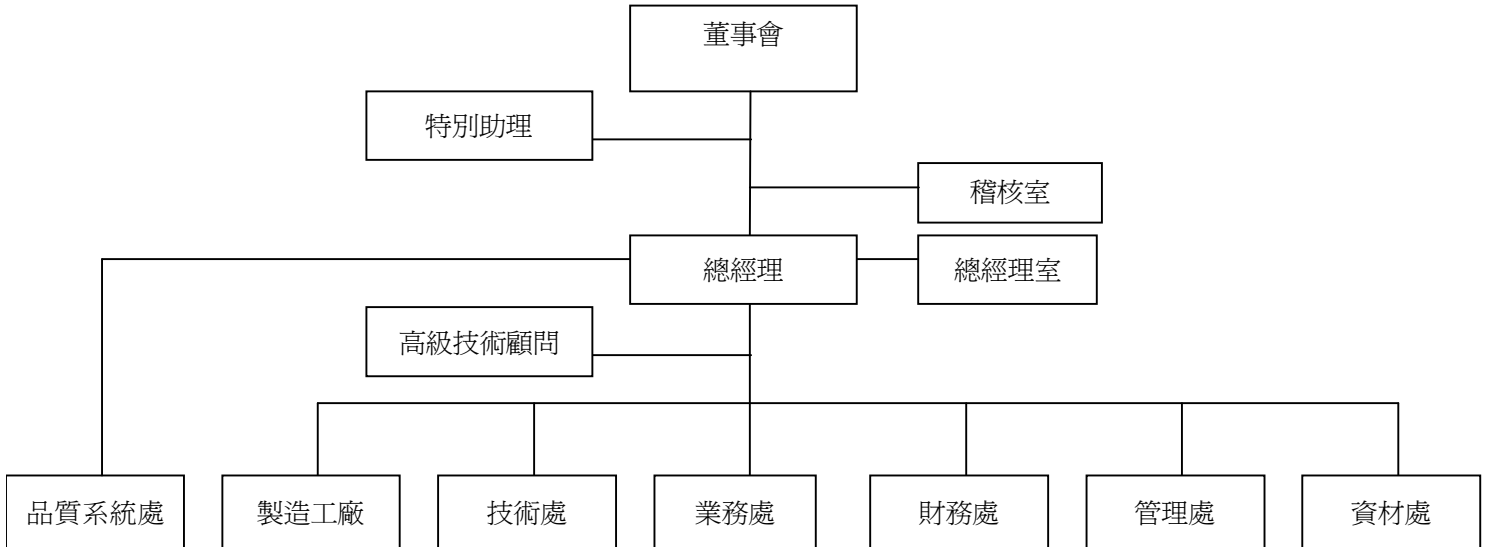 董事會
特別助理
稽核室
總經理
總經理室
高級技術顧問
品質系統處
製造工廠
技術處
業務處
財務處
管理處
資材處